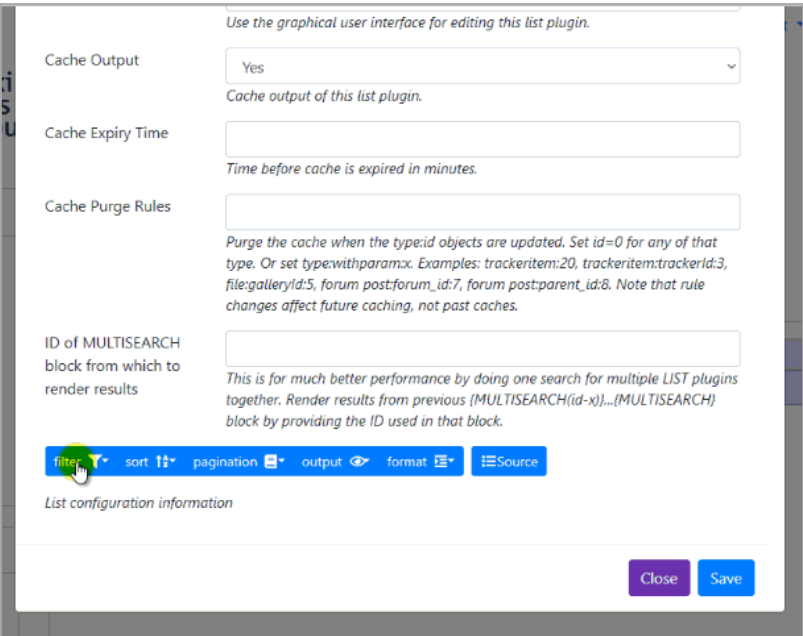 Use the graphical user interface for editing this list plugin.
Cache Output
Yes
Cache output of this list plugin.
Cache Expiry Time
Time before cache is expired in minutes.
Cache Purge Rules
Purge the cache when the type:id objects are updated. Set id=0 for any of that
type. Or set type:withparam:x. Examples: trackeritem:20, trackeritem:trackerId:3,
file:galleryId:5, forum post:forum_id:7, forum post:parent_id:8. Note that rule
changes affect future caching, not past caches.
ID of MULTISEARCH
block from which to
render results
This is for much better performance by doing one search for multiple LIST plugins
together. Render results from previous {MULTISEARCH(id-x)}...{MULTISEARCH}
block by providing the ID used in that block.
filter sort pagination output format Source
List configuration information
Close Save